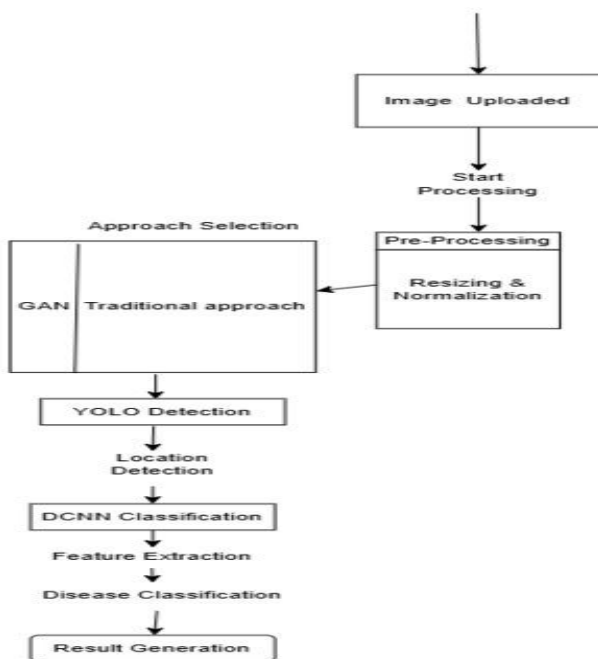 Image Uploaded
Start
Processing
Pre-Processing
Resizing &
Normalization
Approach Selection
GAN
Traditional approach
YOLO Detection
Location
Detection
DCNN Classification
Feature Extraction
Disease Classification
Result Generation